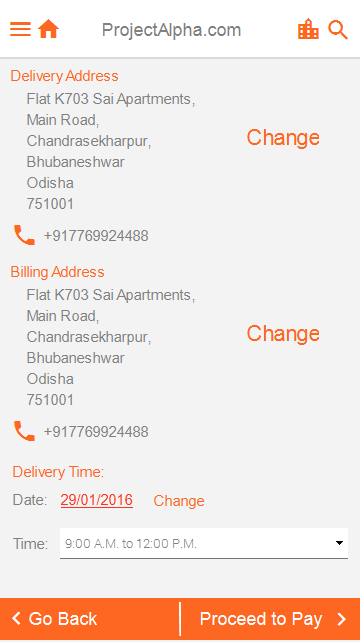 ProjectAlpha.com
Delivery Address
Flat K703 Sai Apartments,
Main Road,
Chandrasekharpur,
Bhubaneshwar
Odisha
751001
Change
+917769924488
Billing Address
Flat K703 Sai Apartments,
Main Road,
Chandrasekharpur,
Bhubaneshwar
Odisha
751001
Change
+917769924488
Delivery Time:
Date: 29/01/2016 Change
Time: 9:00 A.M. to 12:00 P.M.
Go Back Proceed to Pay